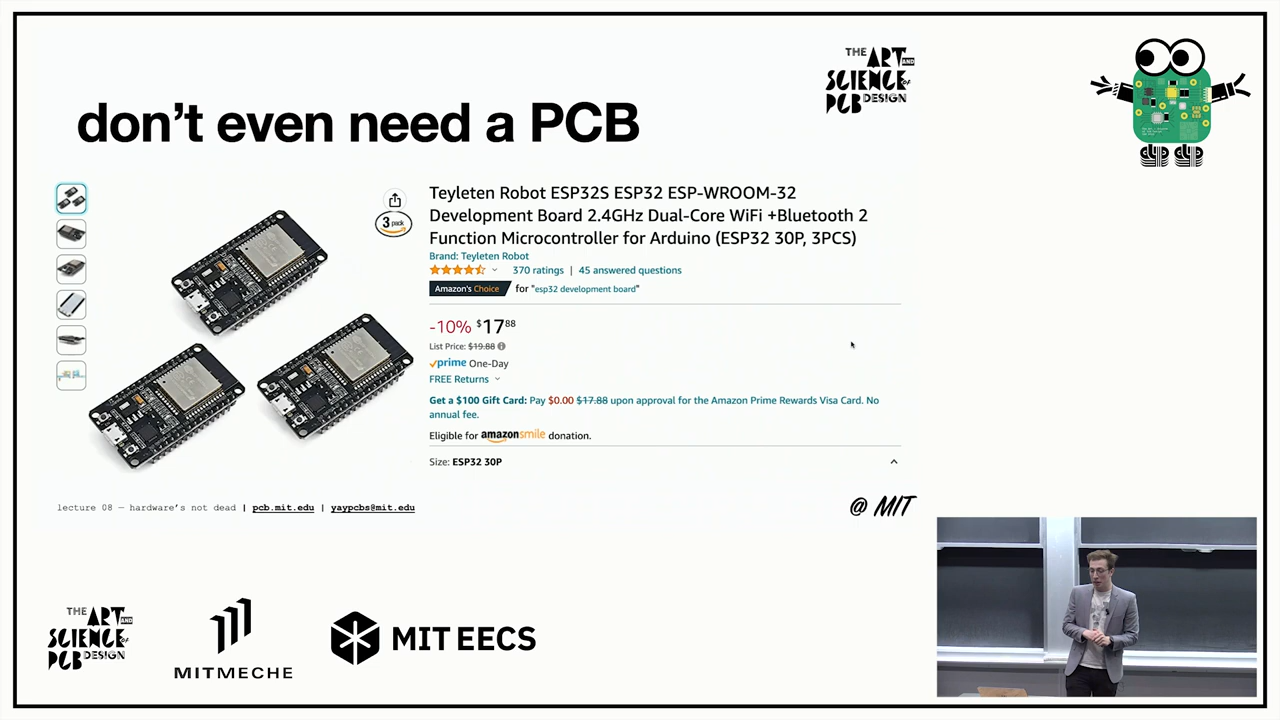 THE ART AND
SCIENCE OF
PCB DESIGN
don't even need a PCB
3 pack
Teyleten Robot ESP32S ESP32 ESP-WROOM-32
Development Board 2.4GHz Dual-Core WiFi +Bluetooth 2
Function Microcontroller for Arduino (ESP32 30P, 3PCS)
Brand: Teyleten Robot
370 ratings | 45 answered questions
Amazon's Choice for "esp32 development board"
-10% $17 88
List Price: $19.88
prime One-Day
FREE Returns
Get a $100 Gift Card: Pay $0.00 $17.88 upon approval for the Amazon Prime Rewards Visa Card. No
annual fee.
Eligible for amazonsmile donation.
Size: ESP32 30P
lecture 08 — hardware's not dead | pcb.mit.edu | yaypcbs@mit.edu
@ MIT
THE ART AND
SCIENCE OF
PCB DESIGN
MITMECHE
MIT EECS